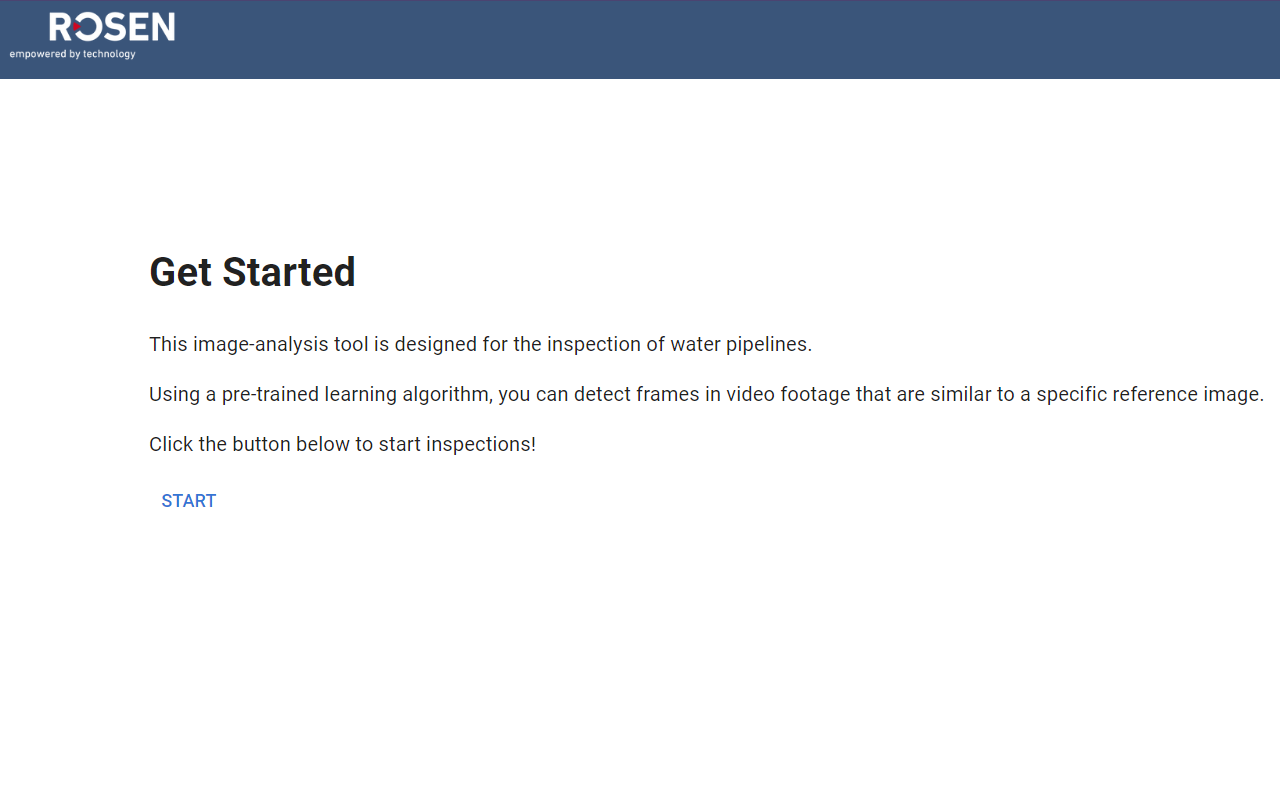 ROSEN
empowered by technology
Get Started
This image-analysis tool is designed for the inspection of water pipelines.
Using a pre-trained learning algorithm, you can detect frames in video footage that are similar to a specific reference image.
Click the button below to start inspections!
START